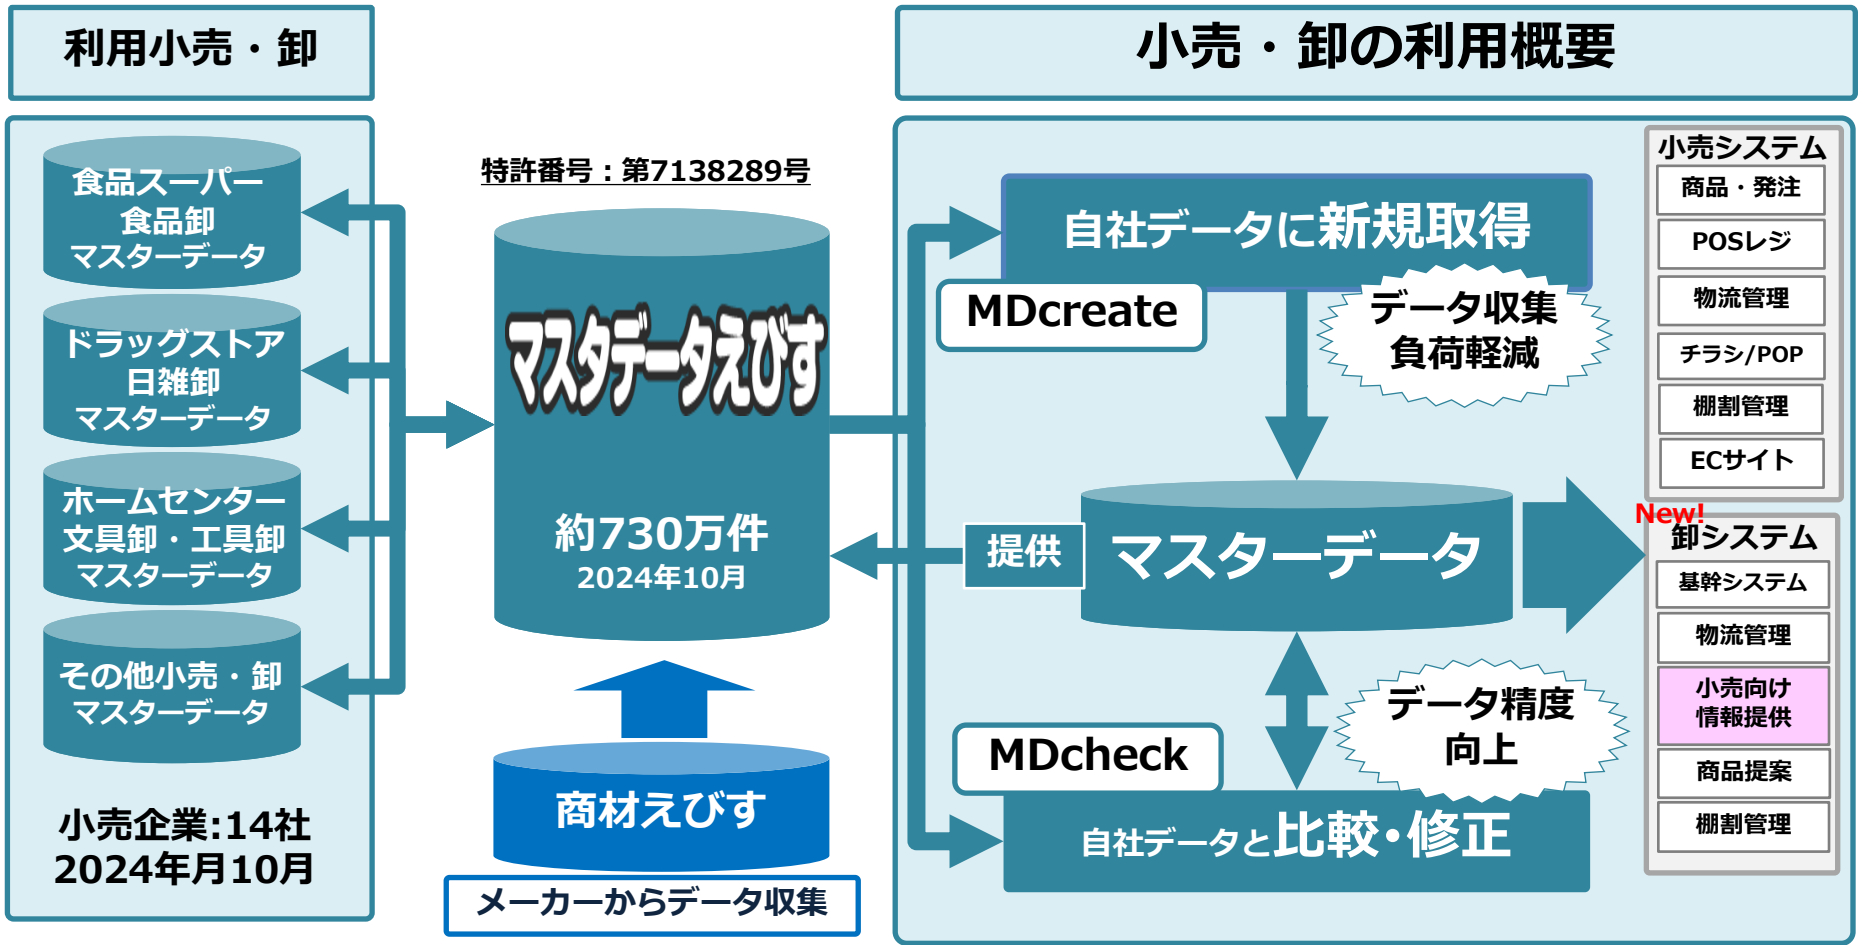 利用小売・卸
食品スーパー
食品卸
マスターデータ
ドラッグストア
日雑卸
マスターデータ
ホームセンター
文具卸・工具卸
マスターデータ
その他小売・卸
マスターデータ
小売企業:14社
2024年月10月
特許番号：第7138289号
マスタデータえびす
約730万件
2024年10月
商材えびす
メーカーからデータ収集
小売・卸の利用概要
自社データに新規取得
MDcreate
データ収集
負荷軽減
提供
マスターデータ
MDcheck
データ精度
向上
自社データと比較・修正
小売システム
商品・発注
POSレジ
物流管理
チラシ/POP
棚割管理
ECサイト
New!
卸システム
基幹システム
物流管理
小売向け
情報提供
商品提案
棚割管理